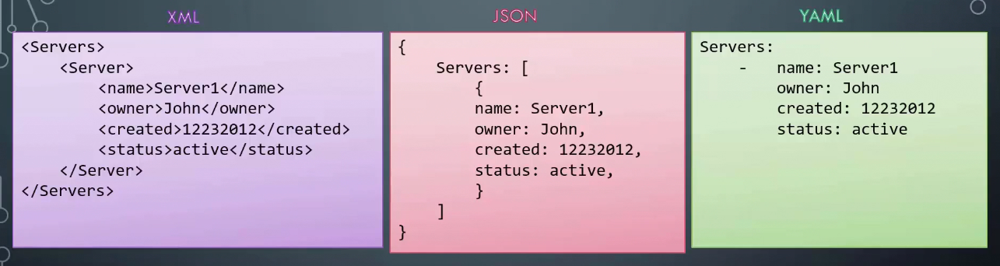 XML
<Servers>
    <Server>
        <name>Server1</name>
        <owner>John</owner>
        <created>12232012</created>
        <status>active</status>
    </Server>
</Servers>
JSON
{
    Servers: [
        {
        name: Server1,
        owner: John,
        created: 12232012,
        status: active,
        }
    ]
}
YAML
Servers:
    -   name: Server1
        owner: John
        created: 12232012
        status: active